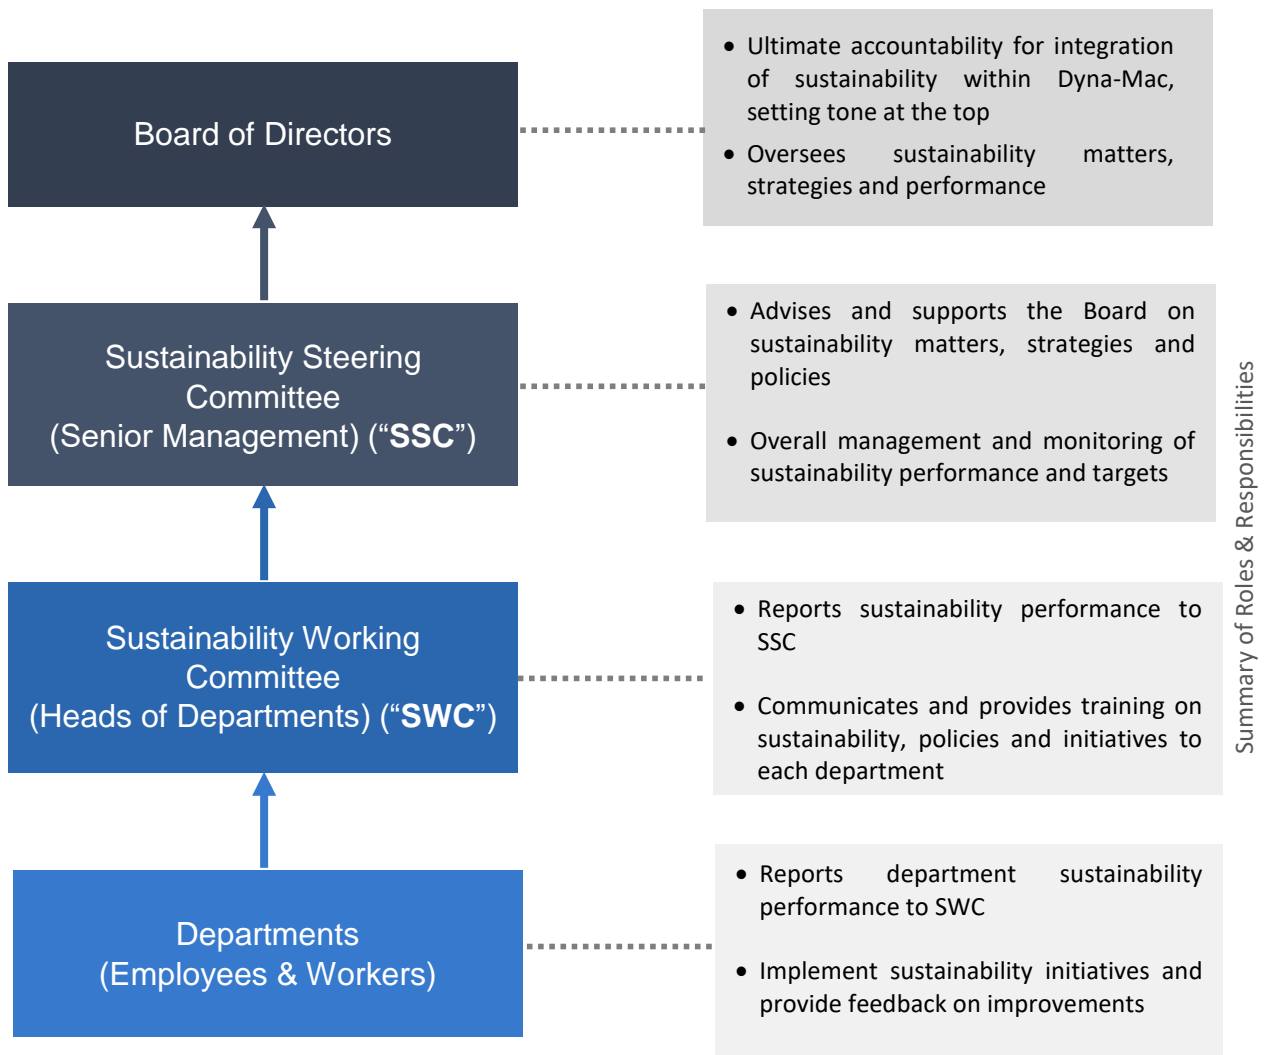 Board of Directors
• Ultimate accountability for integration
of sustainability within Dyna-Mac,
setting tone at the top
• Oversees sustainability matters,
strategies and performance
Sustainability Steering
Committee
(Senior Management) (“SSC”)
• Advises and supports the Board on
sustainability matters, strategies and
policies
• Overall management and monitoring of
sustainability performance and targets
Sustainability Working
Committee
(Heads of Departments) (“SWC”)
• Reports sustainability performance to
SSC
• Communicates and provides training on
sustainability, policies and initiatives to
each department
Departments
(Employees & Workers)
• Reports department sustainability
performance to SWC
• Implement sustainability initiatives and
provide feedback on improvements
Summary of Roles & Responsibilities